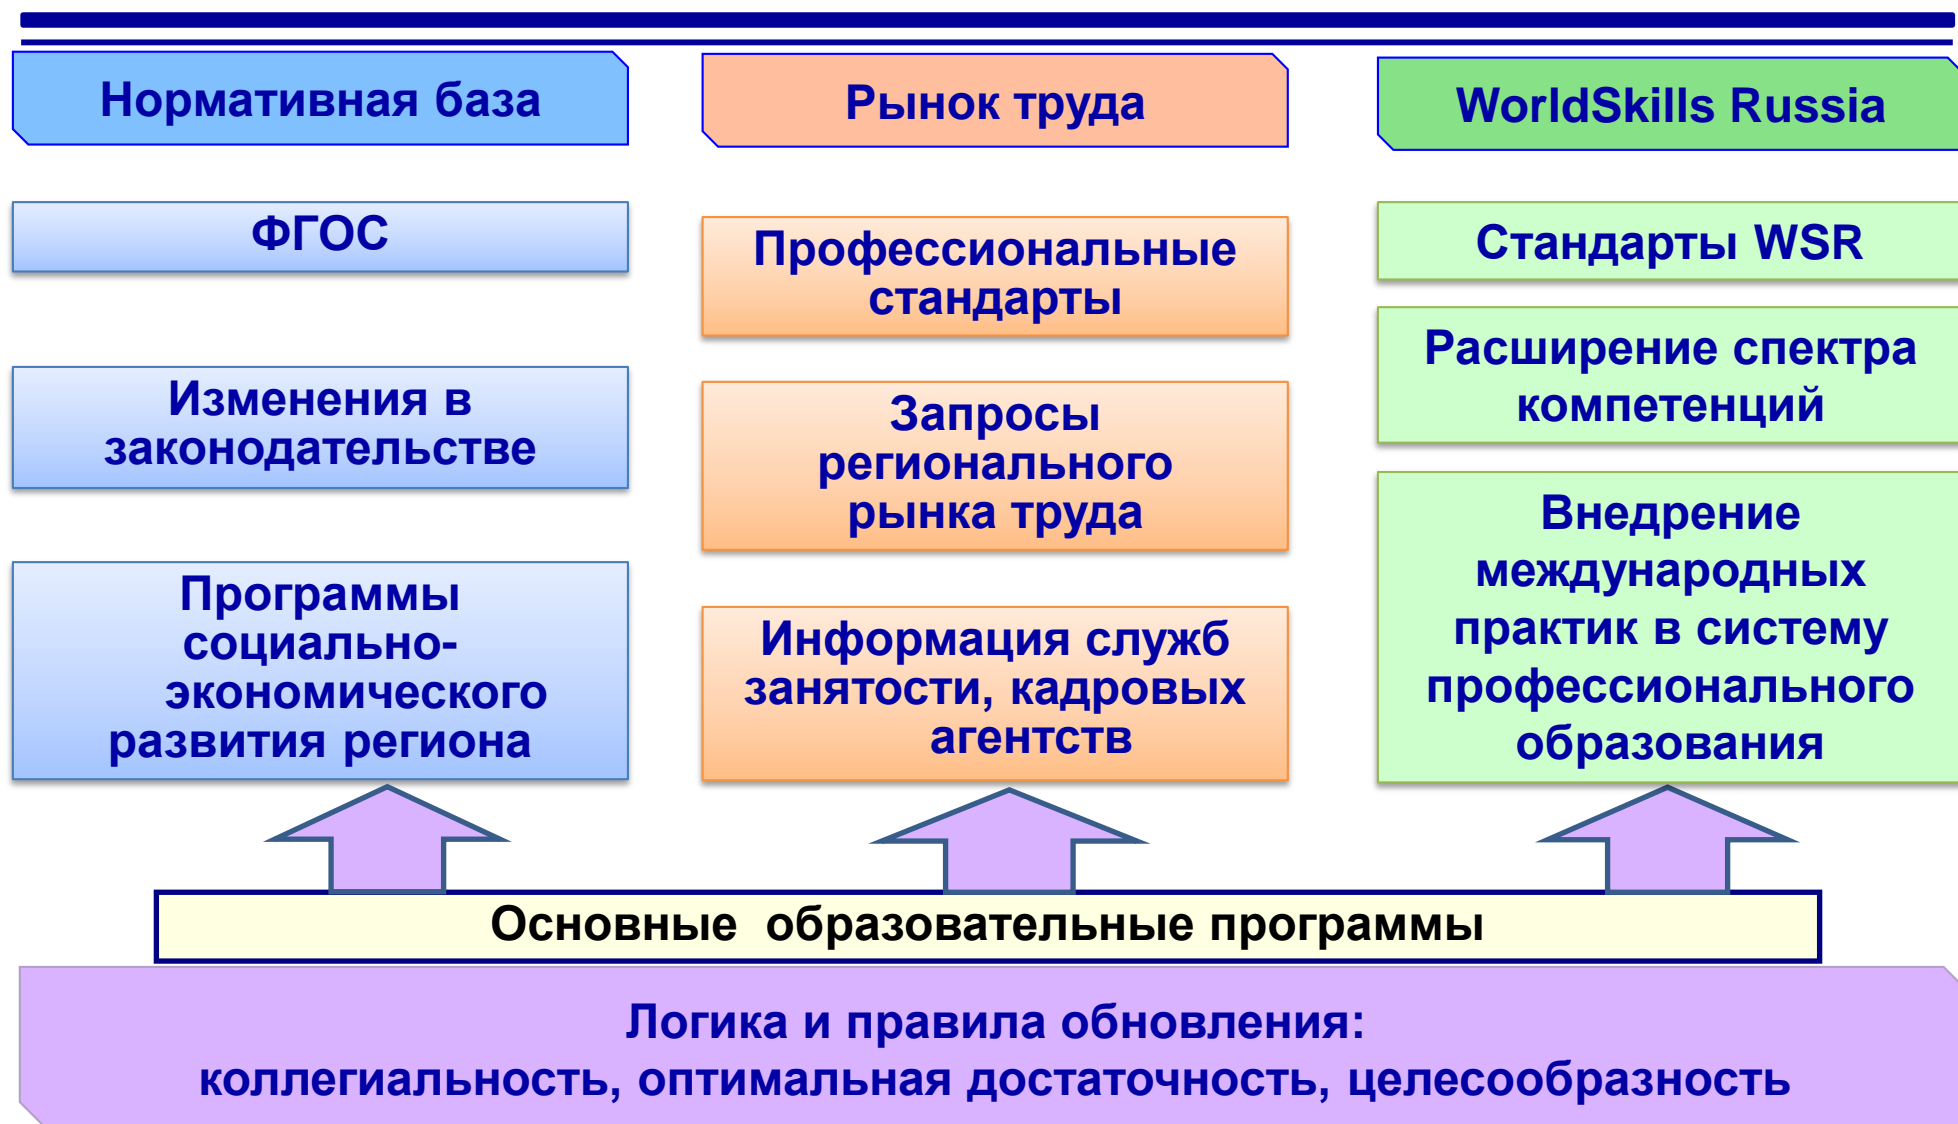 Нормативная база
Рынок труда
WorldSkills Russia
ФГОС
Изменения в
законодательстве
Программы
социально-
экономического
развития региона
Профессиональные
стандарты
Запросы
регионального
рынка труда
Информация служб
занятости, кадровых
агентств
Стандарты WSR
Расширение спектра
компетенций
Внедрение
международных
практик в систему
профессионального
образования
Основные образовательные программы
Логика и правила обновления:
коллегиальность, оптимальная достаточность, целесообразность